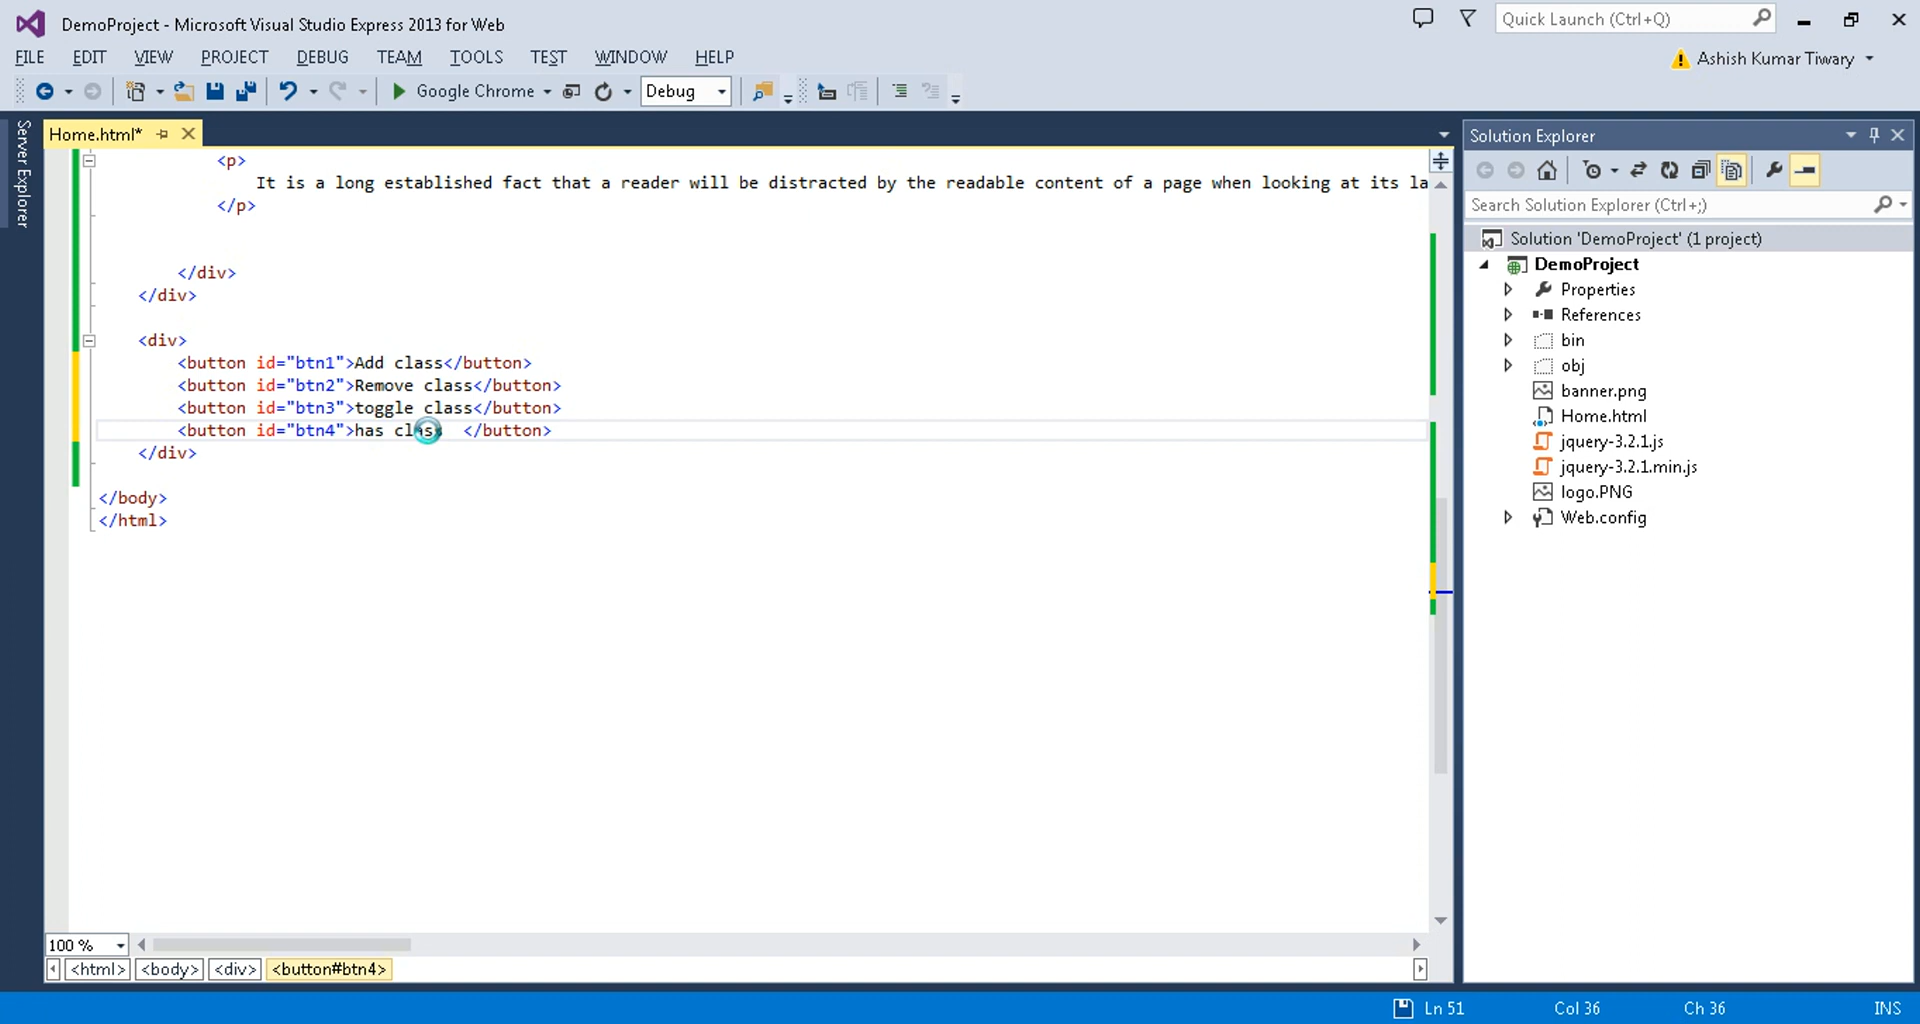 DemoProject - Microsoft Visual Studio Express 2013 for Web
Quick Launch (Ctrl+Q)
FILE EDIT VIEW PROJECT DEBUG TEAM TOOLS TEST WINDOW HELP
Ashish Kumar Tiwary
Google Chrome
Debug
Server Explorer
Home.html*
<p>
It is a long established fact that a reader will be distracted by the readable content of a page when looking at its la
</p>
</div>
</div>
<div>
<button id="btn1">Add class</button>
<button id="btn2">Remove class</button>
<button id="btn3">toggle class</button>
<button id="btn4">has class </button>
</div>
</body>
</html>
100 %
<html> <body> <div> <button#btn4>
Solution Explorer
Search Solution Explorer (Ctrl+;)
Solution 'DemoProject' (1 project)
DemoProject
Properties
References
bin
obj
banner.png
Home.html
jquery-3.2.1.js
jquery-3.2.1.min.js
logo.PNG
Web.config
Ln 51 Col 36 Ch 36 INS